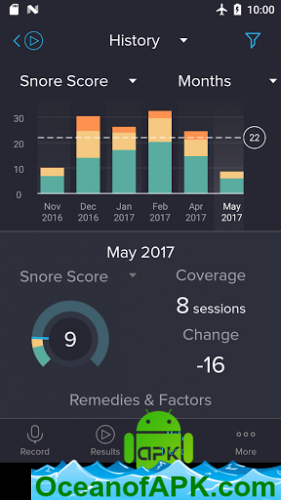 10:00
History
Snore Score
Months
30
20
10
0
22
Nov Dec Jan Feb Apr May
2016 2016 2017 2017 2017 2017
May 2017
Snore Score
Coverage
9
8 sessions
Change
-16
Remedies & Factors
apk
Record Results More
OceanofAPK.com